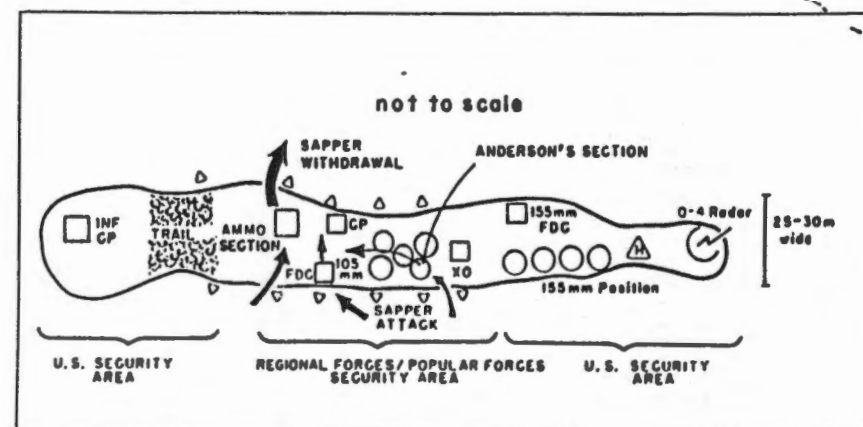 not to scale
SAPPER
WITHDRAWAL
ANDERSON'S SECTION
INF
CP
TRAIL
AMMO
SECTION
CP
FDC
105
mm
XO
155mm
FDC
Q-4 Radar
H
25-30m
wide
155mm Position
SAPPER
ATTACK
U.S. SECURITY
AREA
REGIONAL FORCES/POPULAR FORCES
SECURITY AREA
U.S. SECURITY
AREA